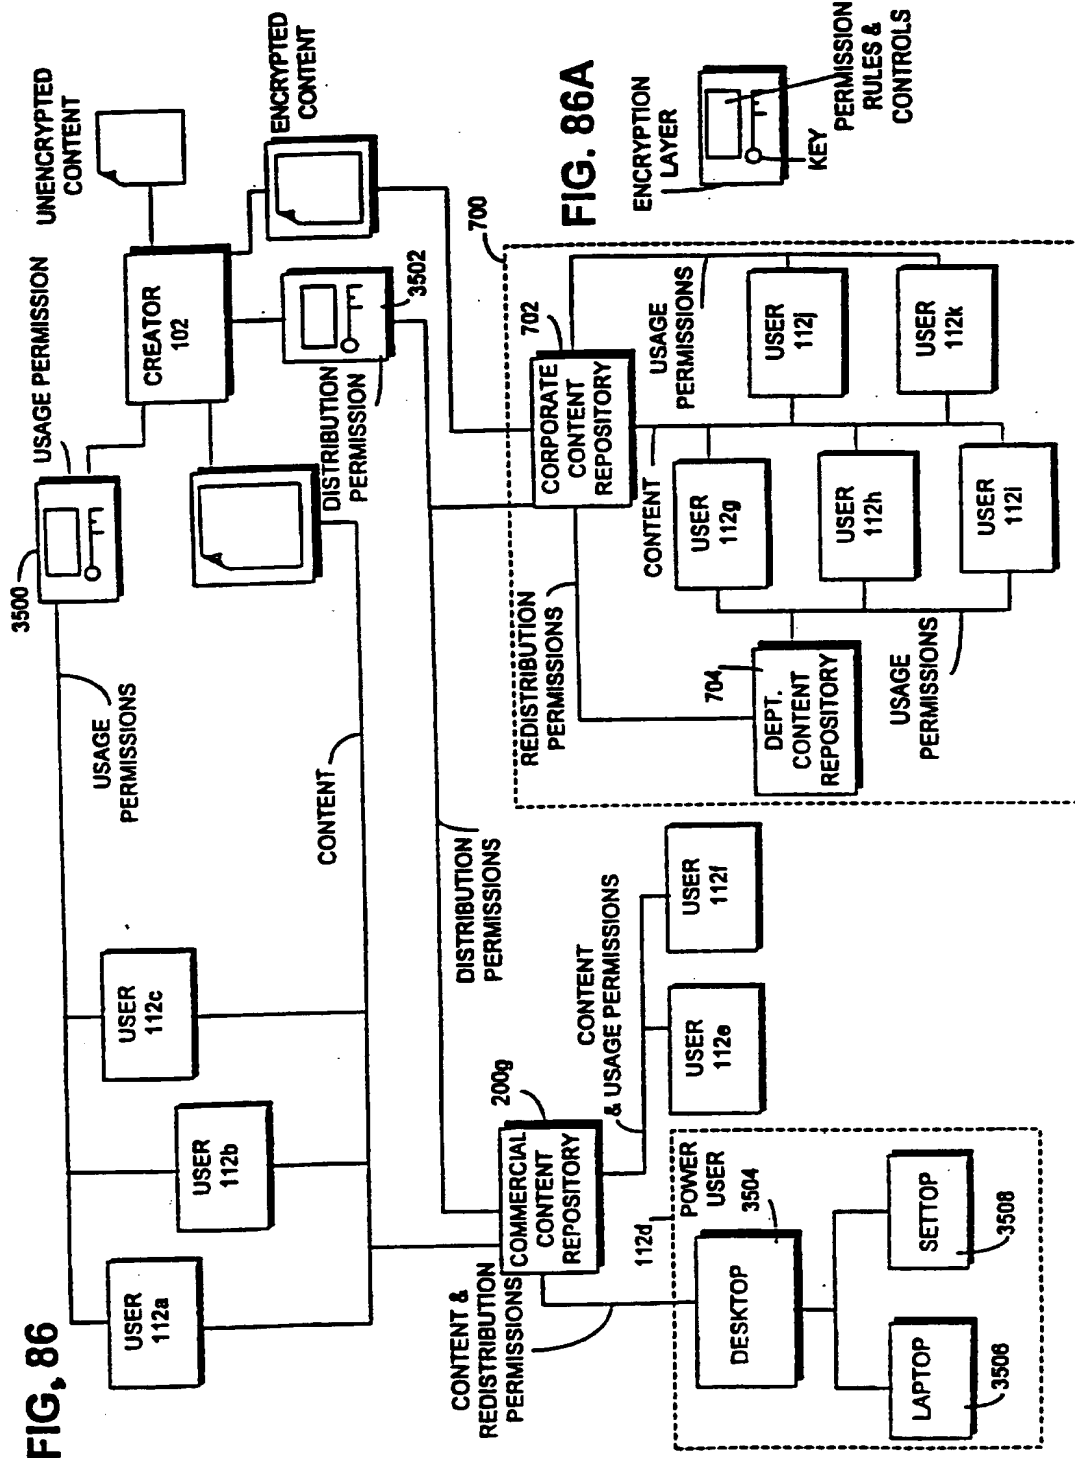 FIG, 86
3500
USAGE PERMISSION
UNENCRYPTED
CONTENT
CREATOR
102
ENCRYPTED
CONTENT
USAGE
PERMISSIONS
CONTENT
DISTRIBUTION
PERMISSION
3502
USER
112a
USER
112b
USER
112c
DISTRIBUTION
PERMISSIONS
CONTENT &
REDISTRIBUTION
PERMISSIONS
COMMERCIAL
CONTENT
REPOSITORY
200g
CONTENT
& USAGE PERMISSIONS
112d
POWER
USER
DESKTOP
3504
LAPTOP
3506
SETTOP
3508
USER
112e
USER
112f
REDISTRIBUTION
PERMISSIONS
CORPORATE
CONTENT
REPOSITORY
702
700
DEPT.
CONTENT
REPOSITORY
704
CONTENT
USAGE
PERMISSIONS
USAGE
PERMISSIONS
USER
112g
USER
112h
USER
112i
USER
112j
USER
112k
FIG. 86A
ENCRYPTION
LAYER
KEY
PERMISSION
RULES &
CONTROLS